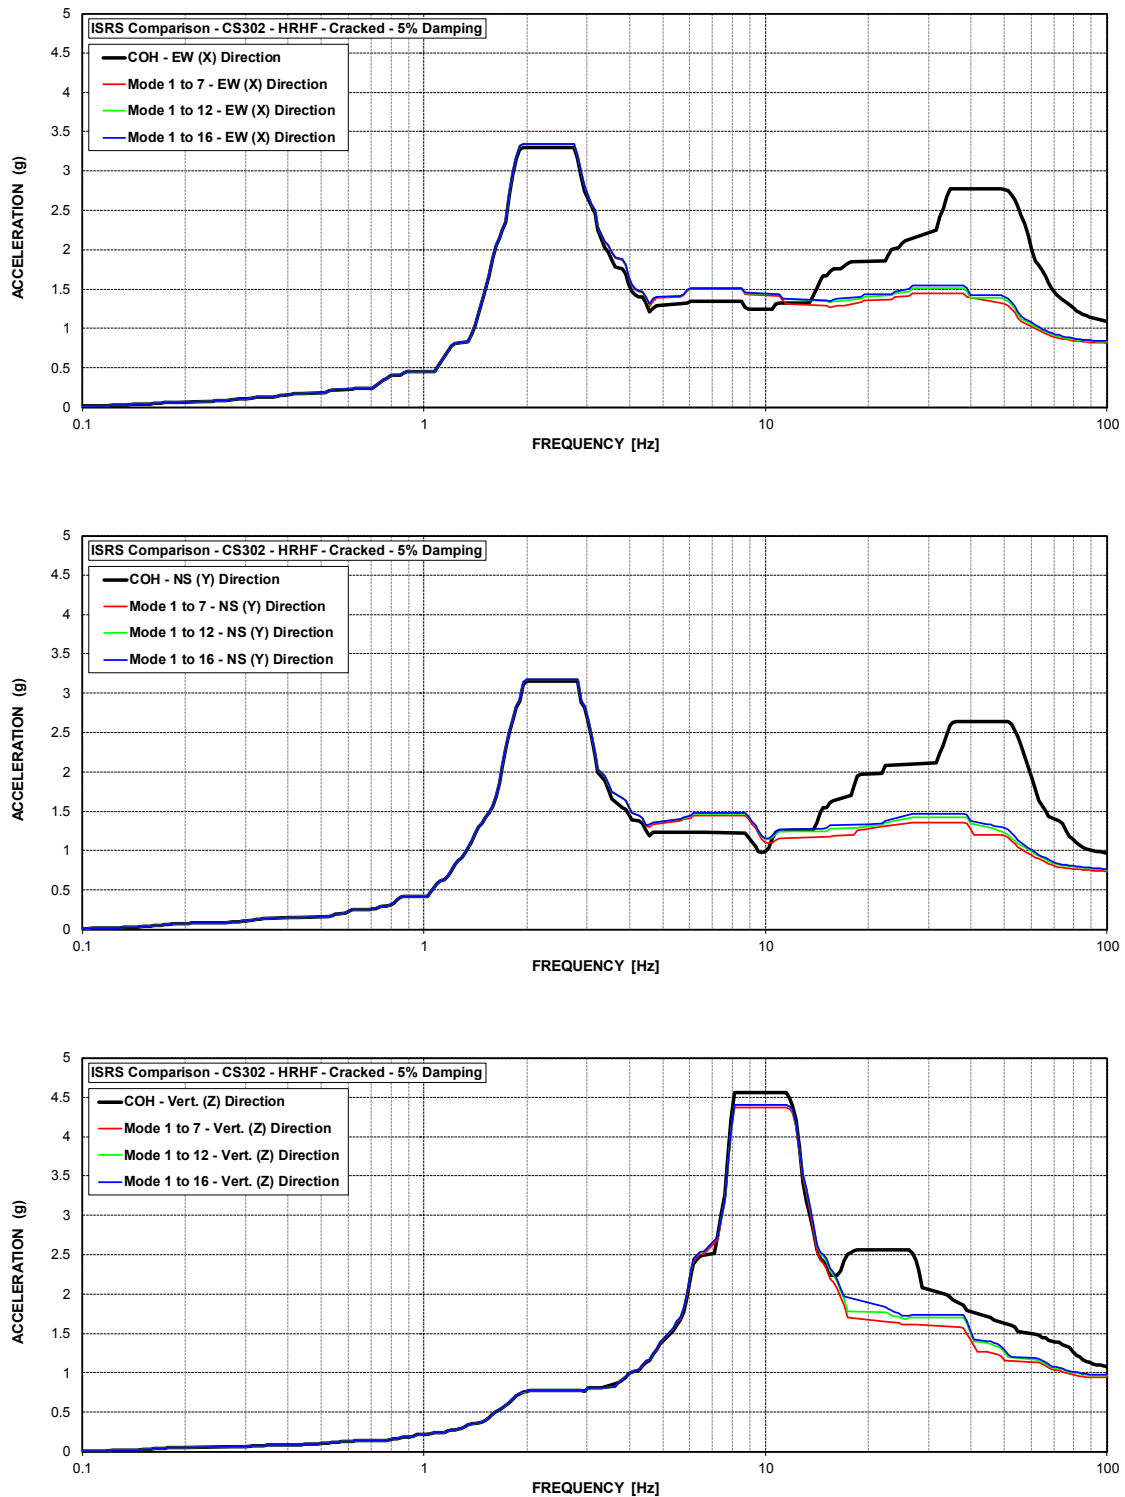 ISRS Comparison - CS302 - HRHF - Cracked - 5% Damping
COH - EW (X) Direction
Mode 1 to 7 - EW (X) Direction
Mode 1 to 12 - EW (X) Direction
Mode 1 to 16 - EW (X) Direction
ACCELERATION (g)
5
4.5
4
3.5
3
2.5
2
1.5
1
0.5
0
0.1
1
10
100
FREQUENCY [Hz]
ISRS Comparison - CS302 - HRHF - Cracked - 5% Damping
COH - NS (Y) Direction
Mode 1 to 7 - NS (Y) Direction
Mode 1 to 12 - NS (Y) Direction
Mode 1 to 16 - NS (Y) Direction
ACCELERATION (g)
5
4.5
4
3.5
3
2.5
2
1.5
1
0.5
0
0.1
1
10
100
FREQUENCY [Hz]
ISRS Comparison - CS302 - HRHF - Cracked - 5% Damping
COH - Vert. (Z) Direction
Mode 1 to 7 - Vert. (Z) Direction
Mode 1 to 12 - Vert. (Z) Direction
Mode 1 to 16 - Vert. (Z) Direction
ACCELERATION (g)
5
4.5
4
3.5
3
2.5
2
1.5
1
0.5
0
0.1
1
10
100
FREQUENCY [Hz]